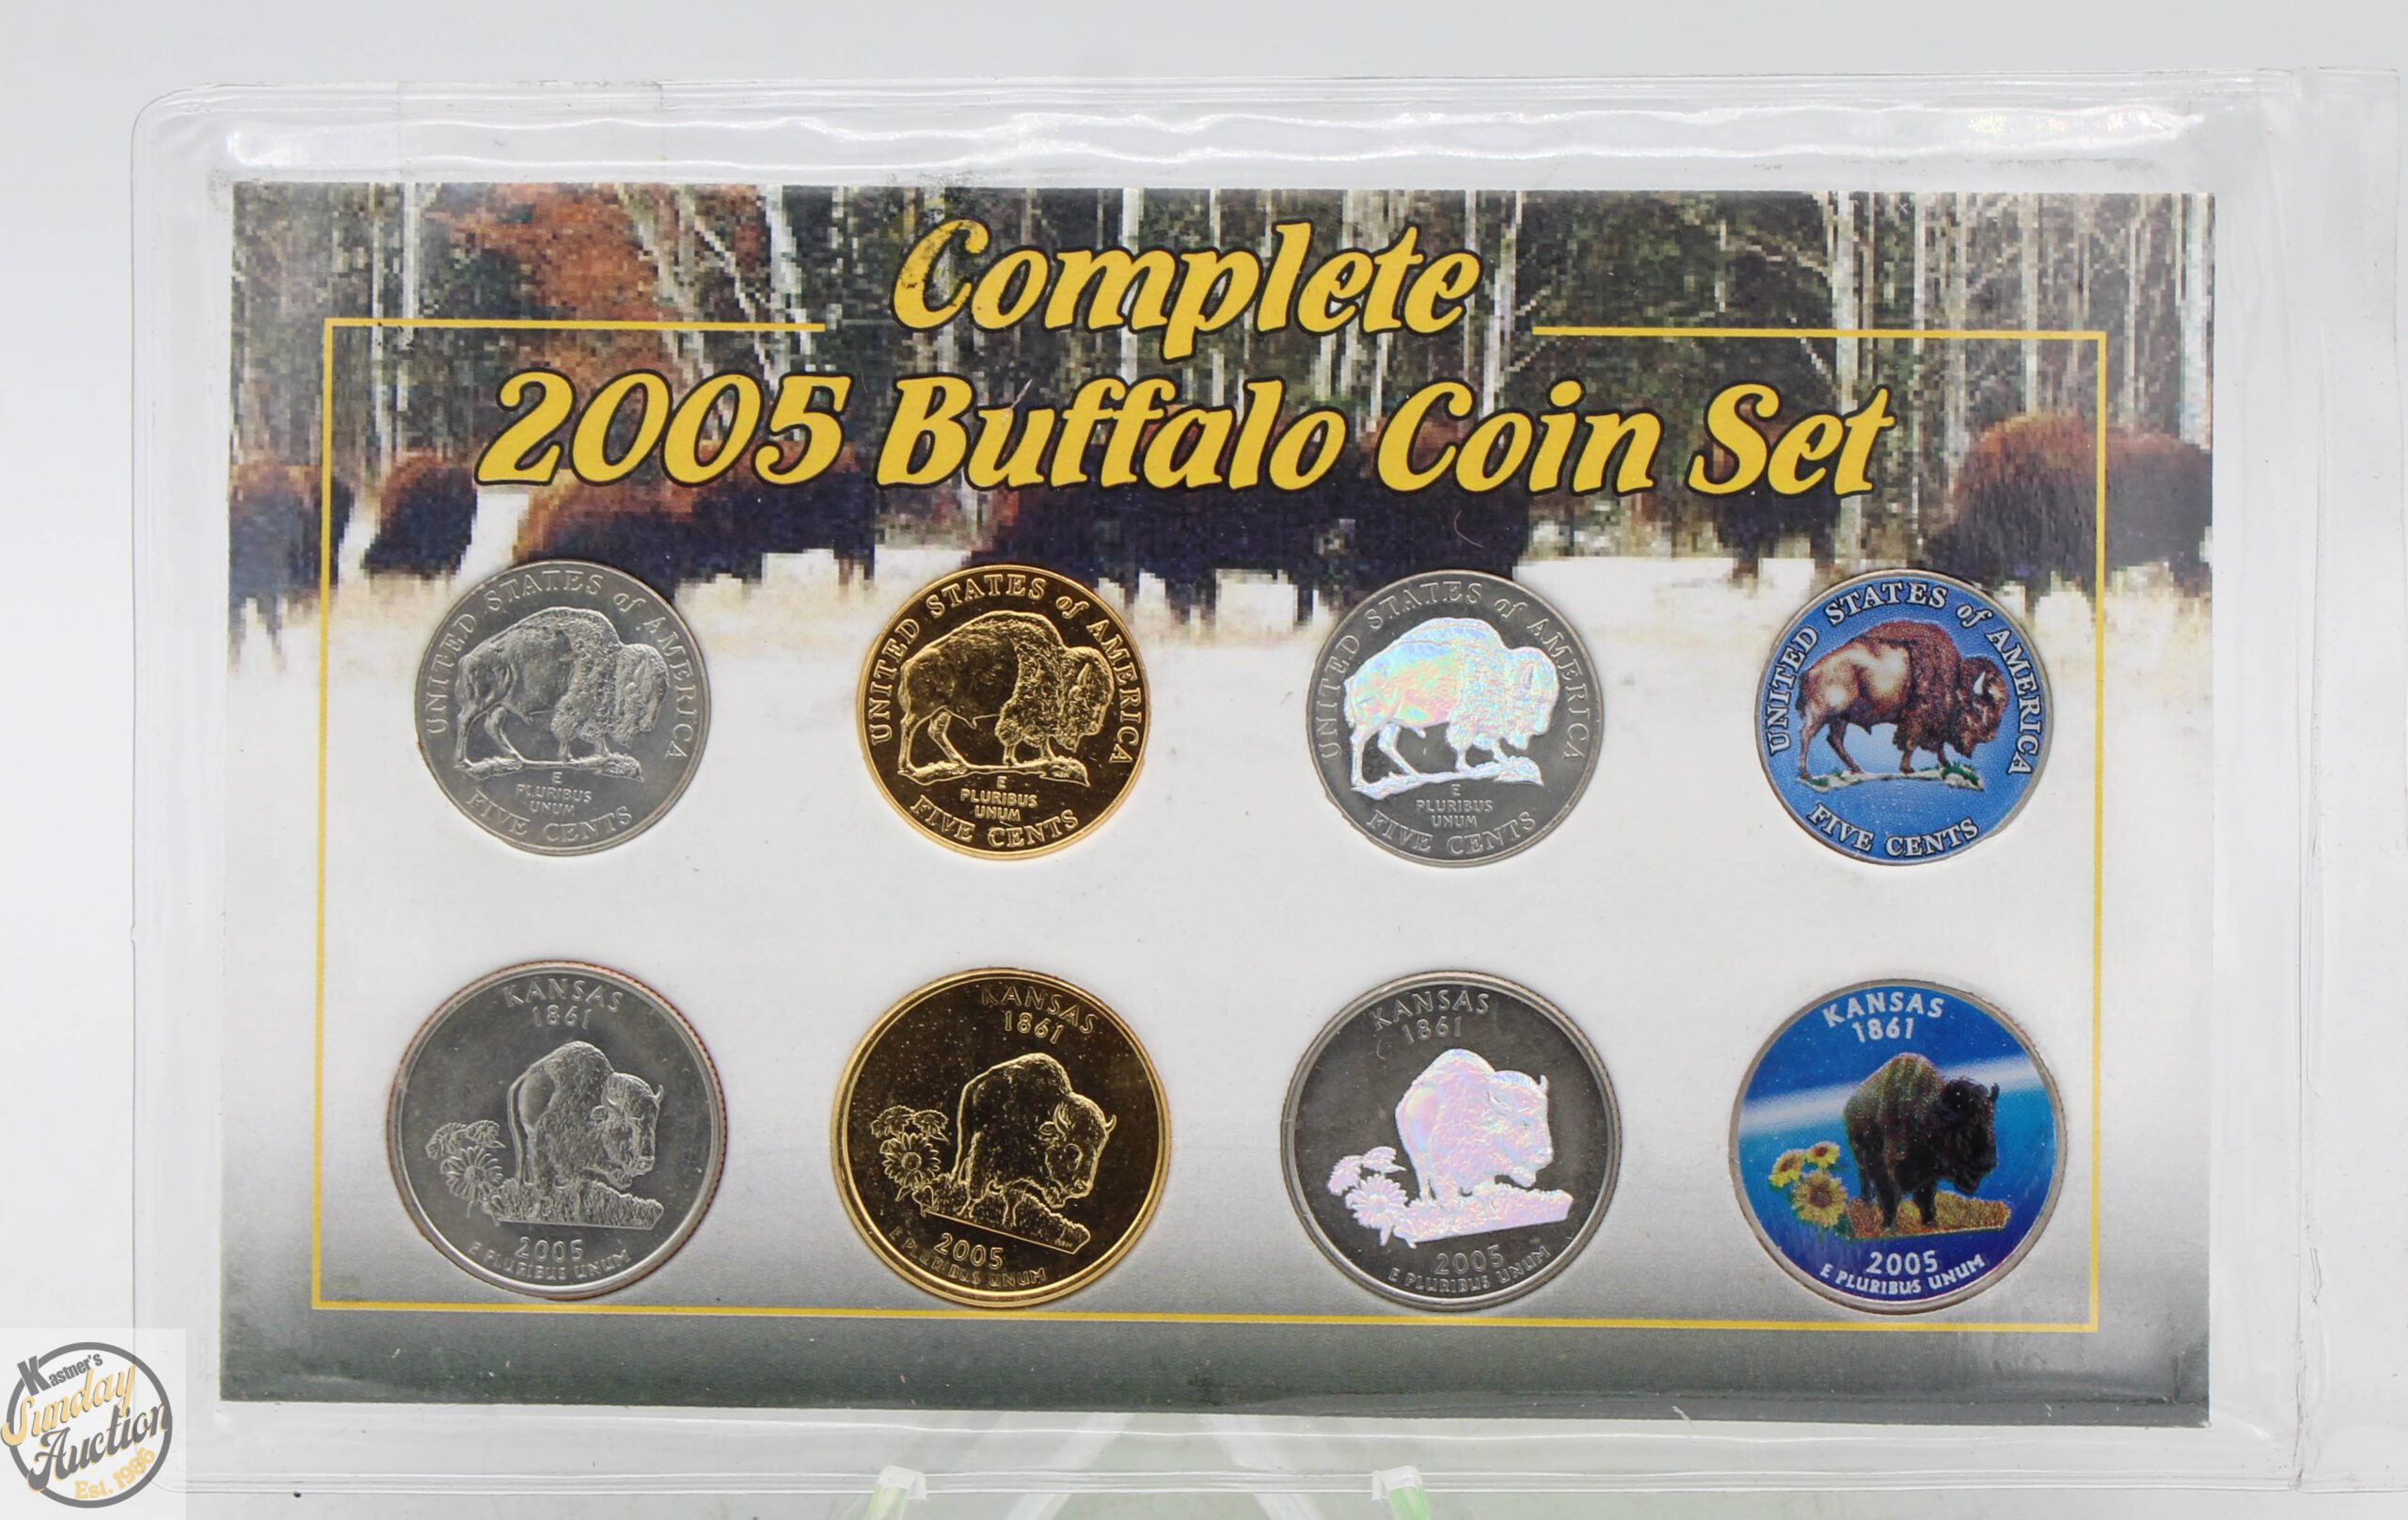 Complete
2005 Buffalo Coin Set
UNITED STATES of AMERICA
E
PLURIBUS
UNUM
FIVE CENTS
UNITED STATES of AMERICA
E
PLURIBUS
UNUM
FIVE CENTS
UNITED STATES of AMERICA
E
PLURIBUS
UNUM
FIVE CENTS
UNITED STATES of AMERICA
FIVE CENTS
KANSAS
1861
2005
E PLURIBUS UNUM
KANSAS
1861
2005
E PLURIBUS UNUM
KANSAS
1861
2005
E PLURIBUS UNUM
KANSAS
1861
2005
E PLURIBUS UNUM
Kastner's
Sunday
Auction
Est. 1986